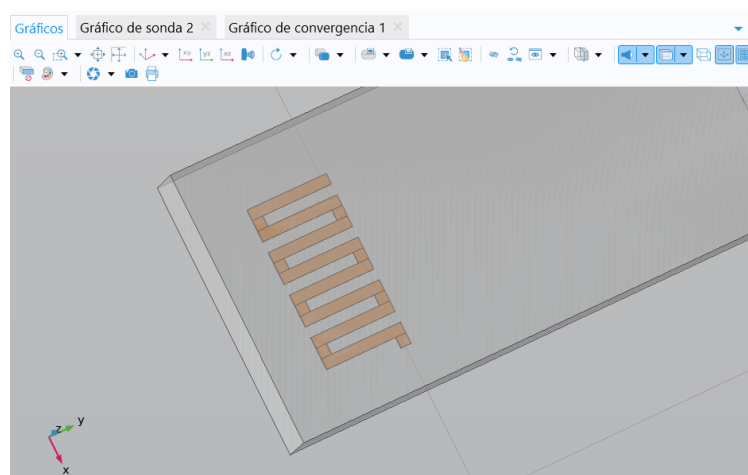 Gráficos Gráfico de sonda 2 Gráfico de convergencia 1
xy yz xz
z y
x